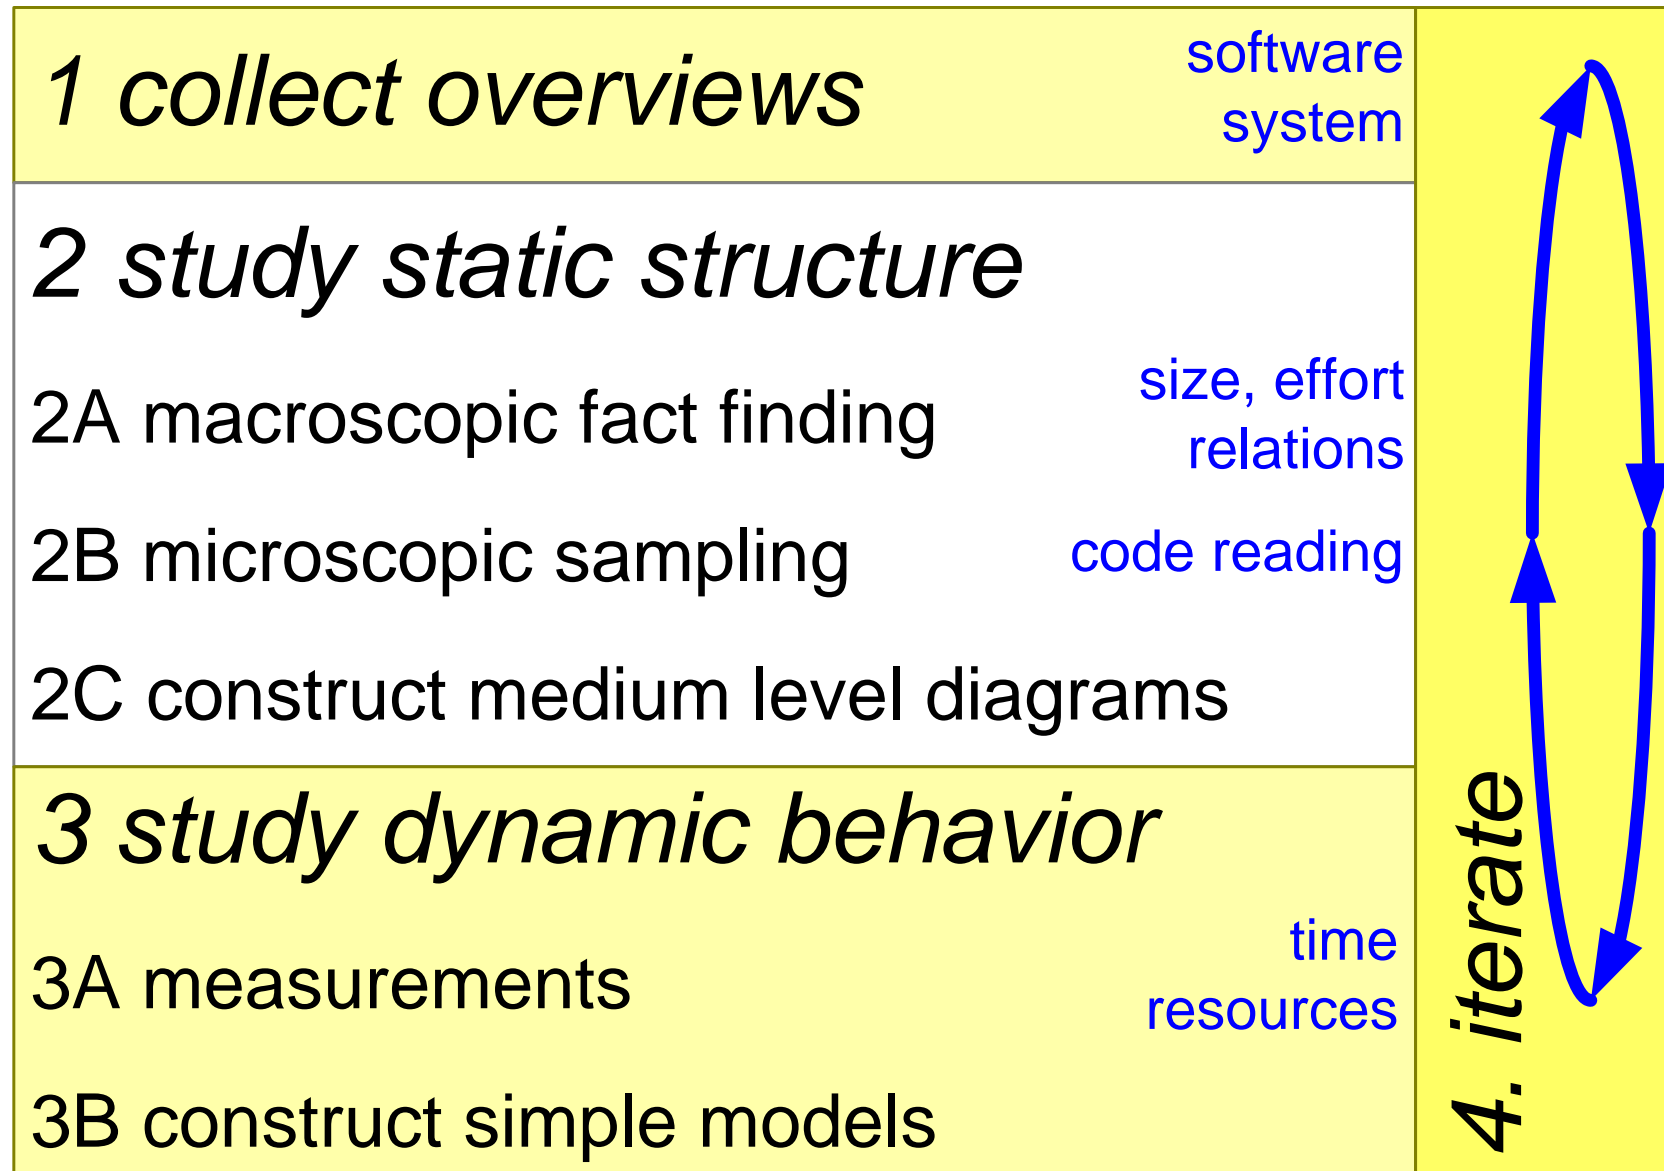 1 collect overviews
software
system
2 study static structure
2A macroscopic fact finding
size, effort
relations
2B microscopic sampling
code reading
2C construct medium level diagrams
3 study dynamic behavior
3A measurements
time
resources
3B construct simple models
4. iterate